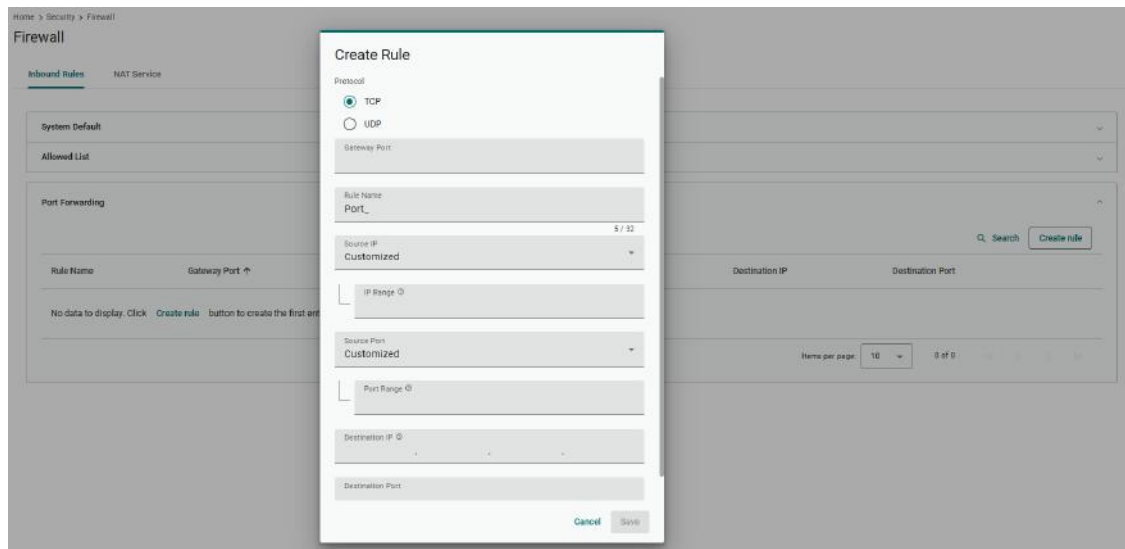 Home > Security > Firewall
Firewall
Inbound Rules NAT Service
System Default
Allowed List
Port Forwarding
Search Create rule
Rule Name Gateway Port ↑ Destination IP Destination Port
No data to display. Click Create rule button to create the first ent
Items per page: 10 0 of 0
Create Rule
Protocol
TCP
UDP
Gateway Port
Rule Name
Port_
5 / 32
Source IP
Customized
IP Range
Source Port
Customized
Port Range
Destination IP
. . .
Destination Port
Cancel Save